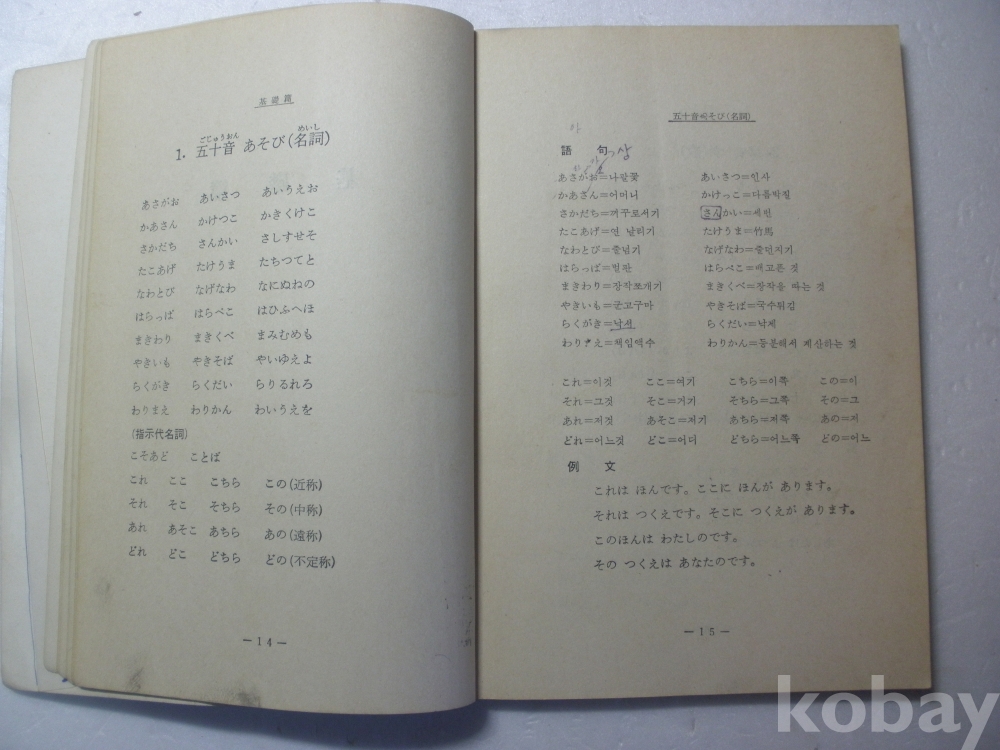 基礎篇
ごじゅうおん めいし
1. 五十音 あそび(名詞)
あさがお あいさつ あいうえお
かあさん かけつこ かきくけこ
さかだち さんかい さしすせそ
たこあげ たけうま たちつてと
なわとび なげなわ なにぬねの
はらっぱ はらぺこ はひふへほ
まきわり まきくべ まみむめも
やきいも やきそば やいゆえよ
らくがき らくだい らりるれろ
わりまえ わりかん わいうえを
(指示代名詞)
こそあど ことば
これ ここ こちら この(近称)
それ そこ そちら その(中称)
あれ あそこ あちら あの(遠称)
どれ どこ どちら どの(不定称)
—14—
五十音あそび(名詞)
語 句
あさがお=나팔꽃 あいさつ=인사
かあさん=어머니 かけっこ=다름박질
さかだち=꺼꾸로서기 さんかい=세번
たこあげ=연 날리기 たけうま=竹馬
なわとび=줄넘기 なげなわ=줄던지기
はらっぱ=벌판 はらぺこ=배고픈 것
まきわり=장작쪼개기 まきくべ=장작을 때는 것
やきいも=군고구마 やきそば=국수튀김
らくがき=낙서 らくだい=낙제
わりまえ=책임액수 わりかん=등분해서 계산하는 것
これ=이것 ここ=여기 こちら=이쪽 この=이
それ=그것 そこ=거기 そちら=그쪽 その=그
あれ=저것 あそこ=저기 あちら=저쪽 あの=저
どれ=어느것 どこ=어디 どちら=어느쪽 どの=어느
例 文
これは ほんです。ここに ほんが あります。
それは つくえです。そこに つくえが あります。
このほんは わたしのです。
その つくえは あなたのです。
—15—
kobay